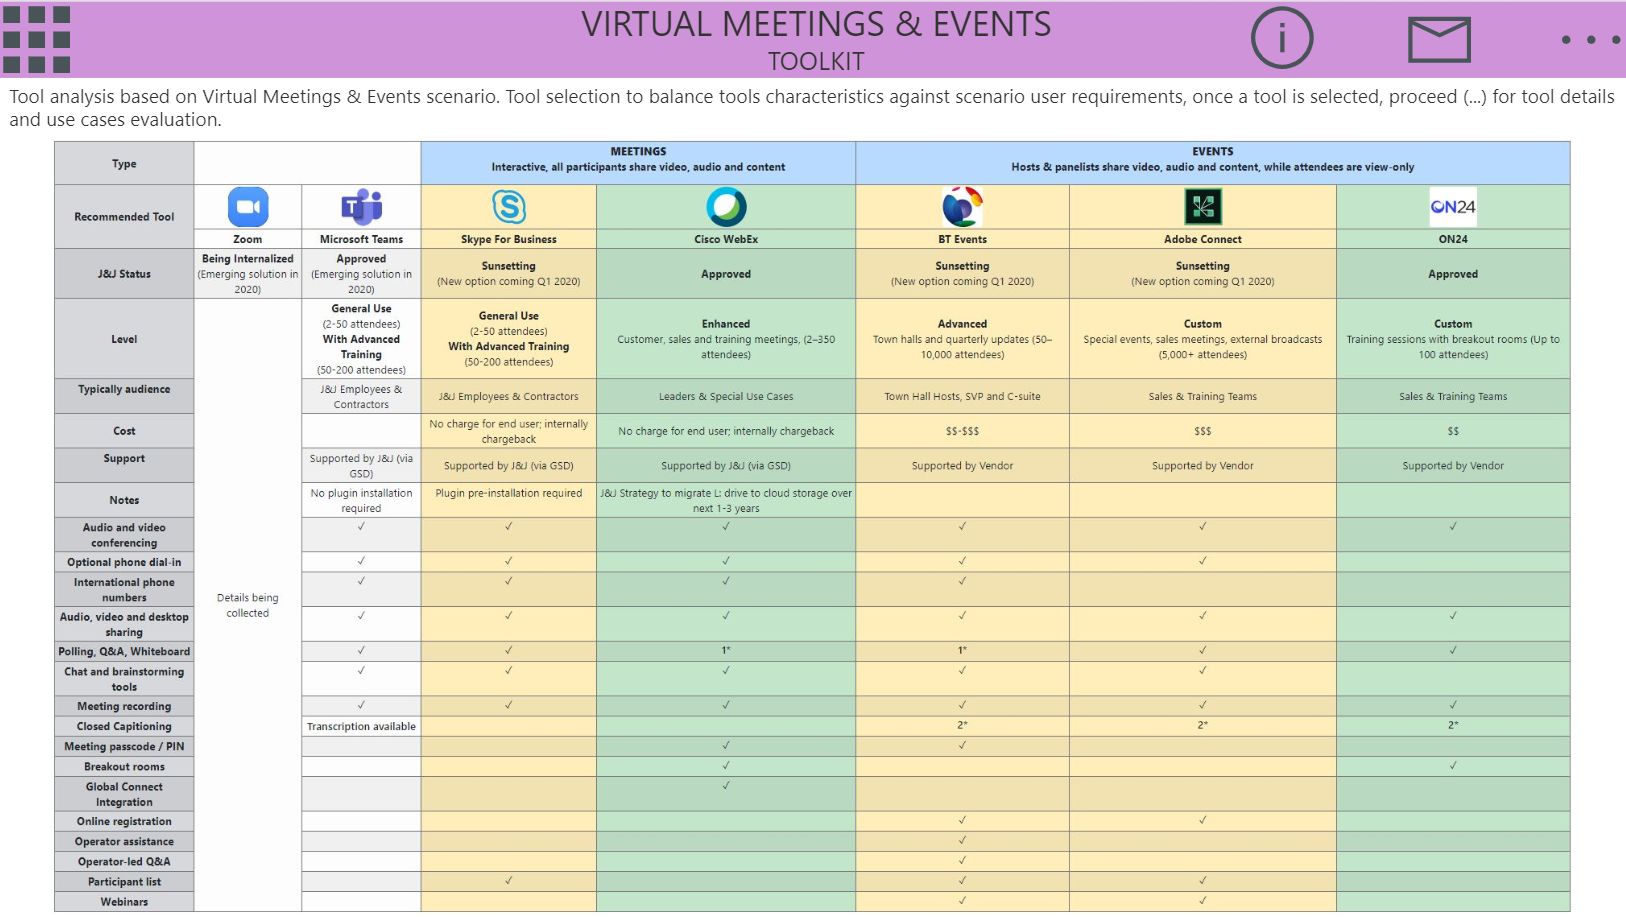 VIRTUAL MEETINGS & EVENTS
TOOLKIT
i
Tool analysis based on Virtual Meetings & Events scenario. Tool selection to balance tools characteristics against scenario user requirements, once a tool is selected, proceed (...) for tool details
and use cases evaluation.
Type
MEETINGS
Interactive, all participants share video, audio and content
EVENTS
Hosts & panelists share video, audio and content, while attendees are view-only
Recommended Tool
T
S
ON24
Zoom
Microsoft Teams
Skype For Business
Cisco WebEx
BT Events
Adobe Connect
ON24
J&J Status
Being Internalized
(Emerging solution in
2020)
Approved
(Emerging solution in
2020)
Sunsetting
(New option coming Q1 2020)
Approved
Sunsetting
(New option coming Q1 2020)
Sunsetting
(New option coming Q1 2020)
Approved
Level
General Use
(2-50 attendees)
With Advanced
Training
(50-200 attendees)
General Use
(2-50 attendees)
With Advanced Training
(50-200 attendees)
Enhanced
Customer, sales and training meetings, (2–350
attendees)
Advanced
Town halls and quarterly updates (50–
10,000 attendees)
Custom
Special events, sales meetings, external broadcasts
(5,000+ attendees)
Custom
Training sessions with breakout rooms (Up to
100 attendees)
Typically audience
J&J Employees &
Contractors
J&J Employees & Contractors
Leaders & Special Use Cases
Town Hall Hosts, SVP and C-suite
Sales & Training Teams
Sales & Training Teams
Cost
No charge for end user; internally
chargeback
No charge for end user; internally chargeback
$$-$$$
$$$
$$
Support
Supported by J&J (via
GSD)
Supported by J&J (via GSD)
Supported by J&J (via GSD)
Supported by Vendor
Supported by Vendor
Supported by Vendor
Notes
No plugin installation
required
Plugin pre-installation required
J&J Strategy to migrate L: drive to cloud storage over
next 1-3 years
Details being
collected
Audio and video
conferencing
✓ ✓ ✓ ✓ ✓ ✓
Optional phone dial-in
✓ ✓ ✓ ✓ ✓
International phone
numbers
✓ ✓ ✓ ✓
Audio, video and desktop
sharing
✓ ✓ ✓ ✓ ✓ ✓
Polling, Q&A, Whiteboard
✓ ✓ 1* 1* ✓ ✓
Chat and brainstorming
tools
✓ ✓ ✓ ✓ ✓
Meeting recording
✓ ✓ ✓ ✓ ✓ ✓
Closed Capitioning
Transcription available
2* 2* 2*
Meeting passcode / PIN
✓ ✓
Breakout rooms
✓ ✓
Global Connect
Integration
✓
Online registration
✓ ✓
Operator assistance
✓
Operator-led Q&A
✓
Participant list
✓ ✓ ✓
Webinars
✓ ✓